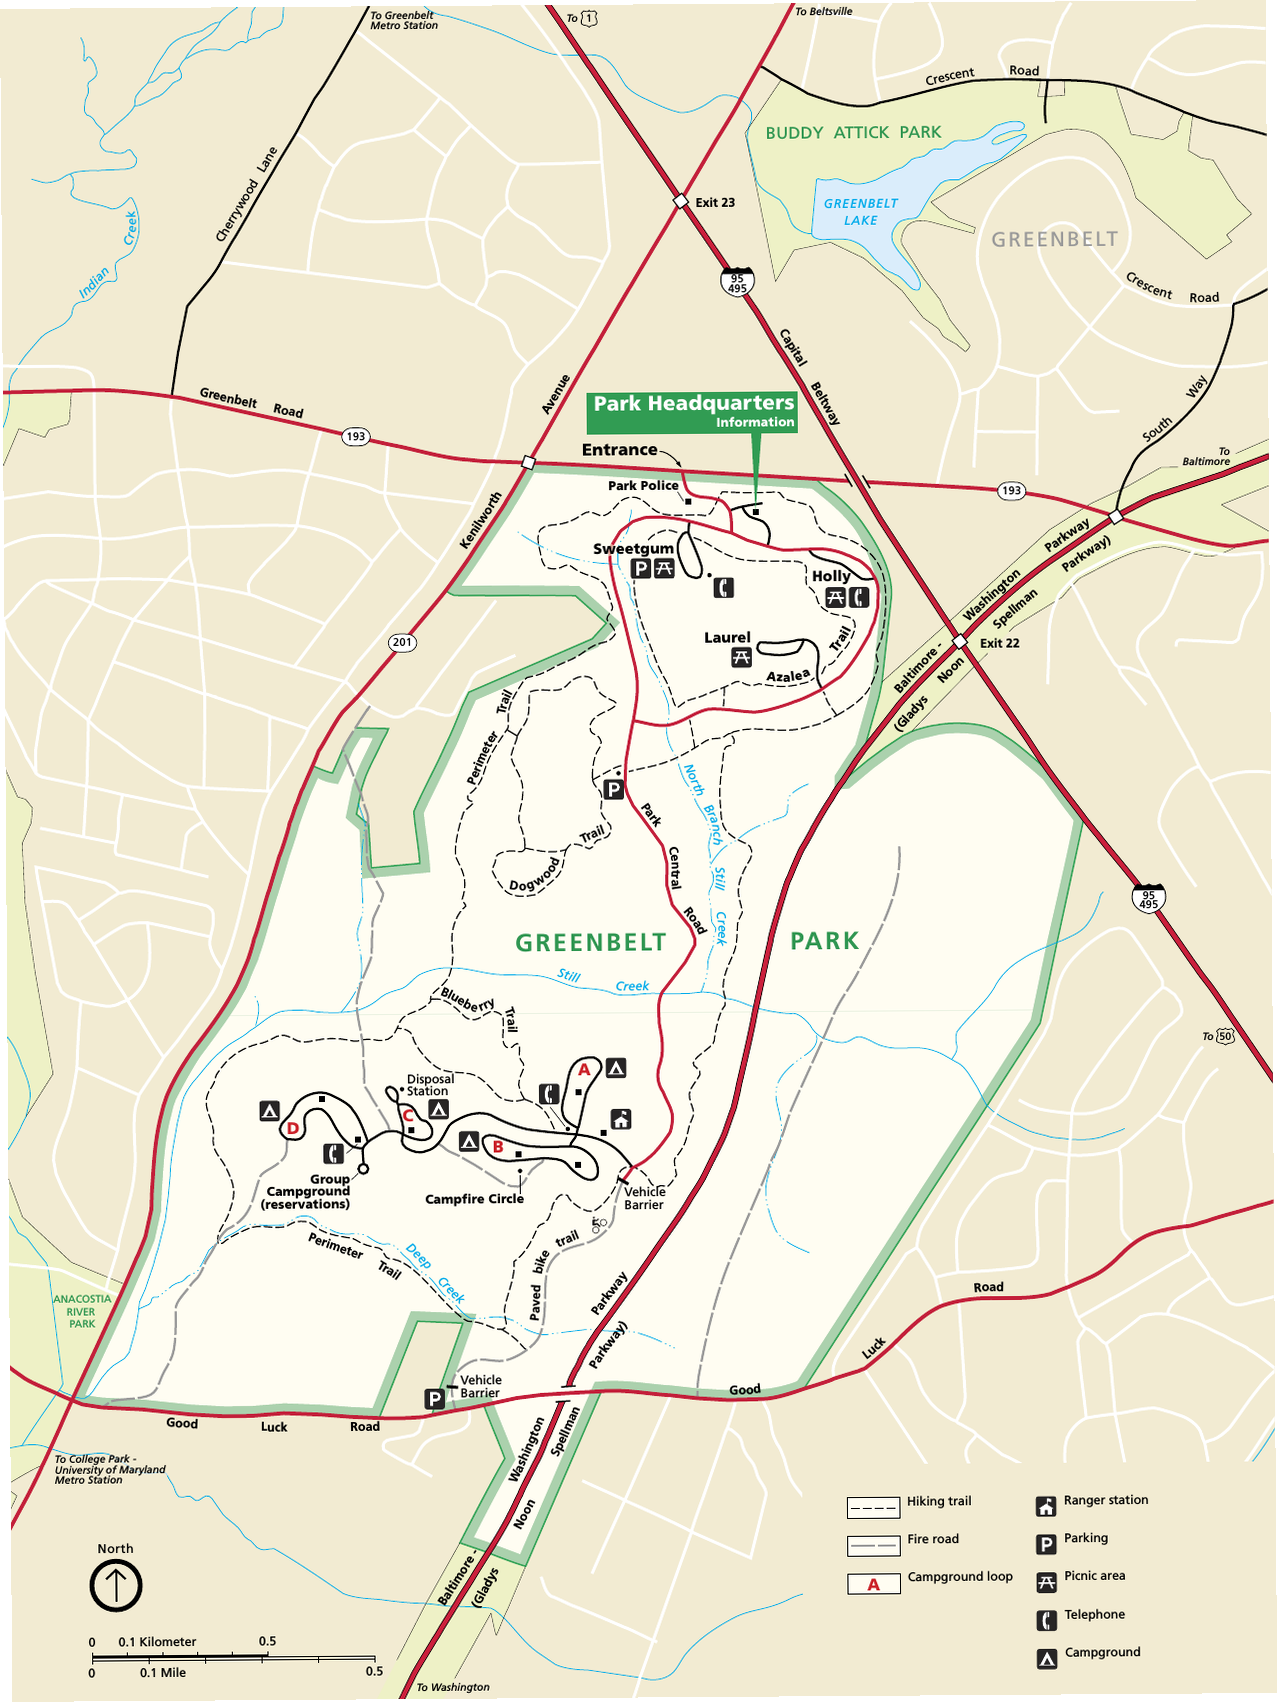 To Greenbelt
Metro Station
To 1
To Beltsville
Crescent Road
BUDDY ATTICK PARK
GREENBELT
LAKE
GREENBELT
Crescent Road
Cherrywood Lane
Indian Creek
Exit 23
95
495
Capital Beltway
South Way
To
Baltimore
Greenbelt Road
193
Kenilworth Avenue
Park Headquarters
Information
Entrance
Park Police
193
Sweetgum
P
Holly
Laurel
Azalea Trail
201
Baltimore - Washington Parkway
(Gladys Noon Spellman Parkway)
Exit 22
Perimeter Trail
P
Dogwood Trail
Park Central Road
North Branch Still Creek
GREENBELT PARK
95
495
To 50
Still Creek
Blueberry Trail
A
Disposal
Station
C
D
B
Group
Campground
(reservations)
Campfire Circle
Vehicle
Barrier
Perimeter Trail
Deep Creek
Paved bike trail
ANACOSTIA
RIVER
PARK
Vehicle
Barrier
P
Good Luck Road
Good Luck Road
Baltimore - Washington Parkway
(Gladys Noon Spellman Parkway)
To College Park -
University of Maryland
Metro Station
To Washington
North
0 0.1 Kilometer 0.5
0 0.1 Mile 0.5
Hiking trail
Fire road
A Campground loop
Ranger station
P Parking
Picnic area
Telephone
Campground